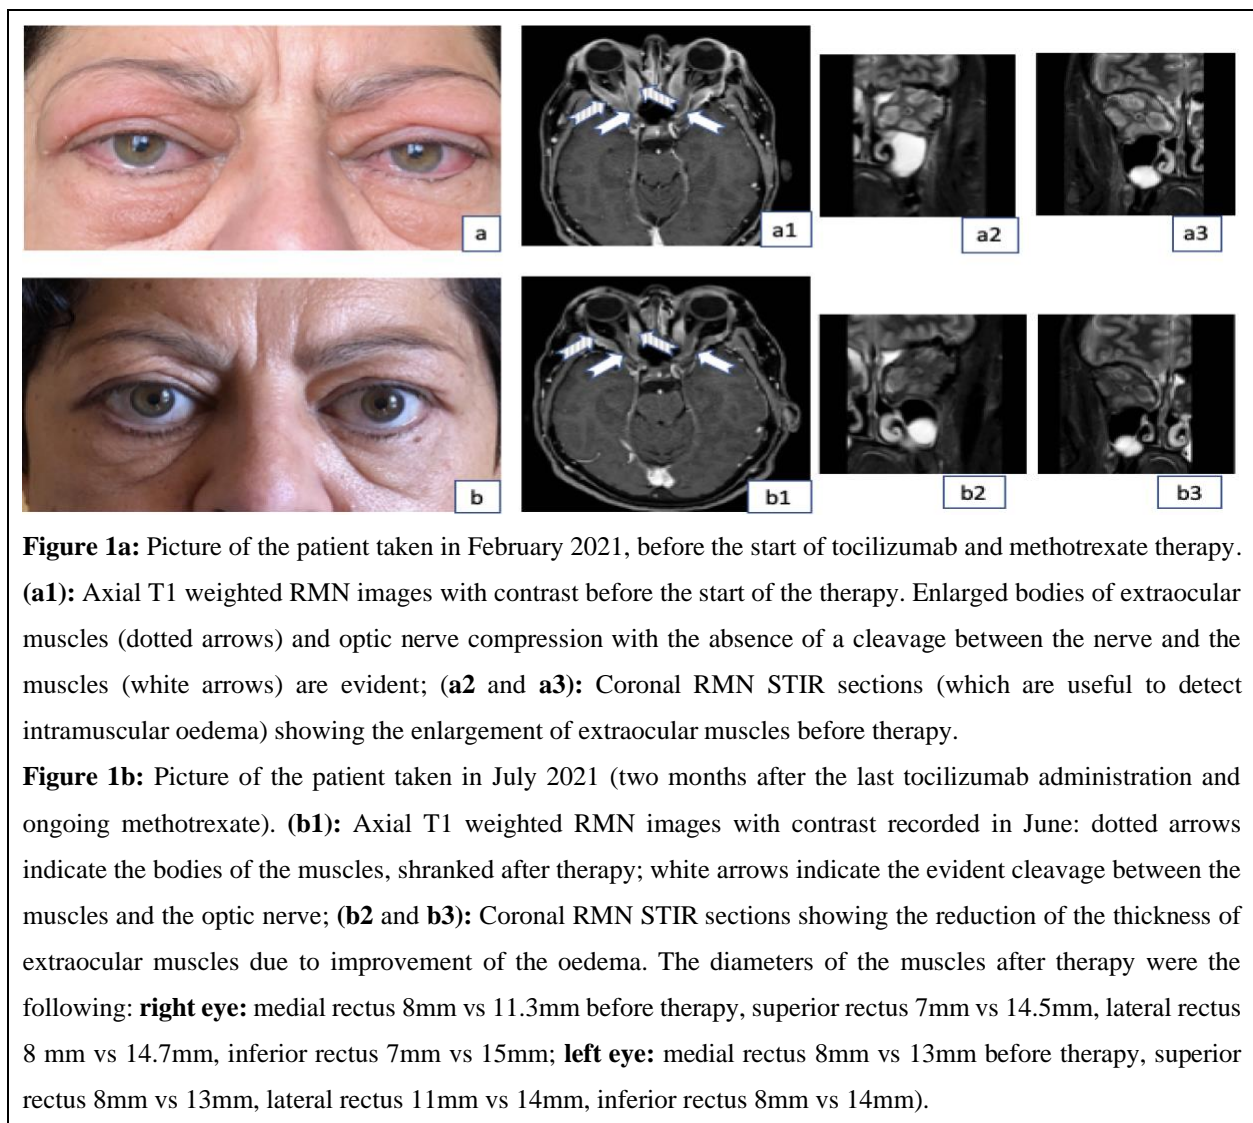 a
a1
a2
a3
b
b1
b2
b3
Figure 1a: Picture of the patient taken in February 2021, before the start of tocilizumab and methotrexate therapy.
(a1): Axial T1 weighted RMN images with contrast before the start of the therapy. Enlarged bodies of extraocular
muscles (dotted arrows) and optic nerve compression with the absence of a cleavage between the nerve and the
muscles (white arrows) are evident; (a2 and a3): Coronal RMN STIR sections (which are useful to detect
intramuscular oedema) showing the enlargement of extraocular muscles before therapy.
Figure 1b: Picture of the patient taken in July 2021 (two months after the last tocilizumab administration and
ongoing methotrexate). (b1): Axial T1 weighted RMN images with contrast recorded in June: dotted arrows
indicate the bodies of the muscles, shranked after therapy; white arrows indicate the evident cleavage between the
muscles and the optic nerve; (b2 and b3): Coronal RMN STIR sections showing the reduction of the thickness of
extraocular muscles due to improvement of the oedema. The diameters of the muscles after therapy were the
following: right eye: medial rectus 8mm vs 11.3mm before therapy, superior rectus 7mm vs 14.5mm, lateral rectus
8 mm vs 14.7mm, inferior rectus 7mm vs 15mm; left eye: medial rectus 8mm vs 13mm before therapy, superior
rectus 8mm vs 13mm, lateral rectus 11mm vs 14mm, inferior rectus 8mm vs 14mm).